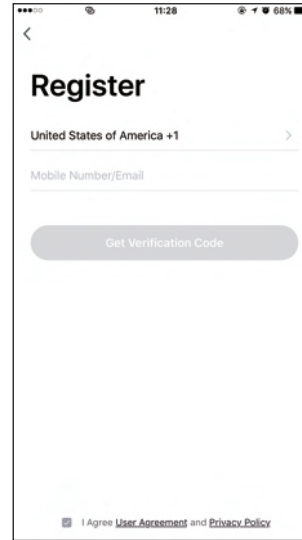 11:28
68%
Register
United States of America +1
Mobile Number/Email
Get Verification Code
I Agree User Agreement and Privacy Policy